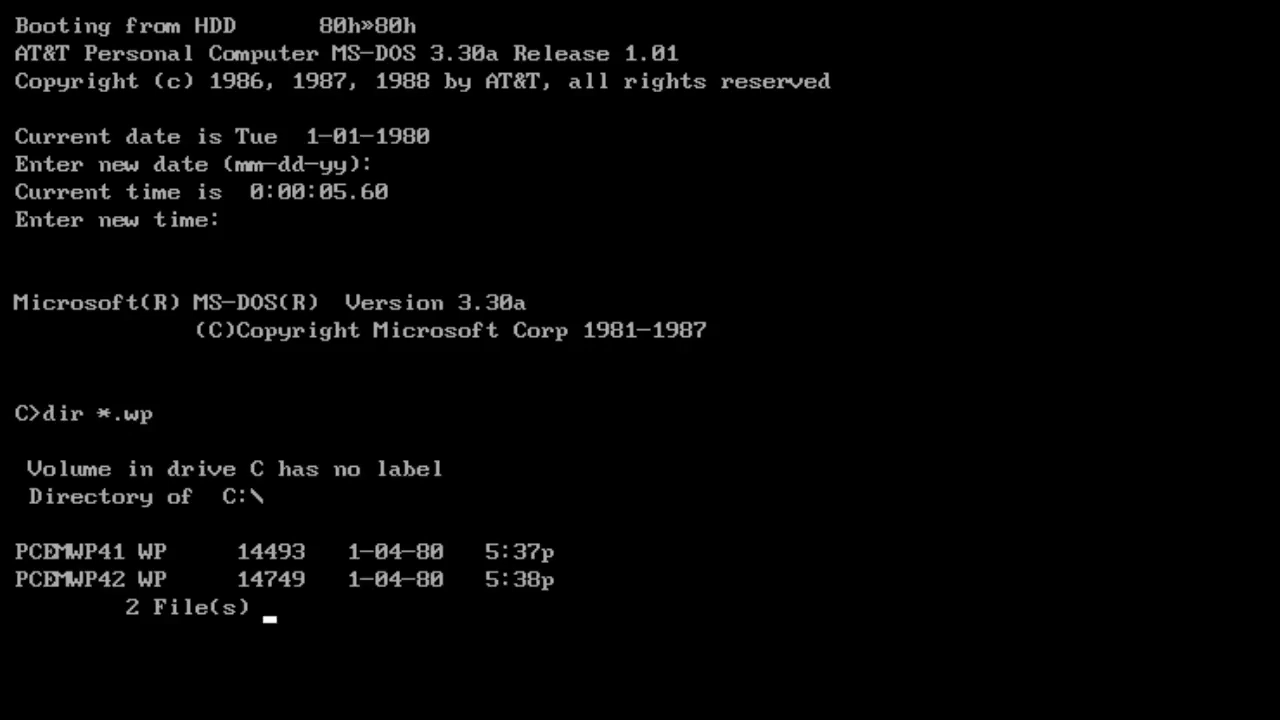 Booting from HDD      80h»80h
AT&T Personal Computer MS-DOS 3.30a Release 1.01
Copyright (c) 1986, 1987, 1988 by AT&T, all rights reserved
Current date is Tue  1-01-1980
Enter new date (mm-dd-yy):
Current time is  0:00:05.60
Enter new time:
Microsoft(R) MS-DOS(R)  Version 3.30a
(C)Copyright Microsoft Corp 1981-1987
C>dir *.wp
Volume in drive C has no label
Directory of  C:\
PCEMWP41 WP     14493   1-04-80   5:37p
PCEMWP42 WP     14749   1-04-80   5:38p
2 File(s)